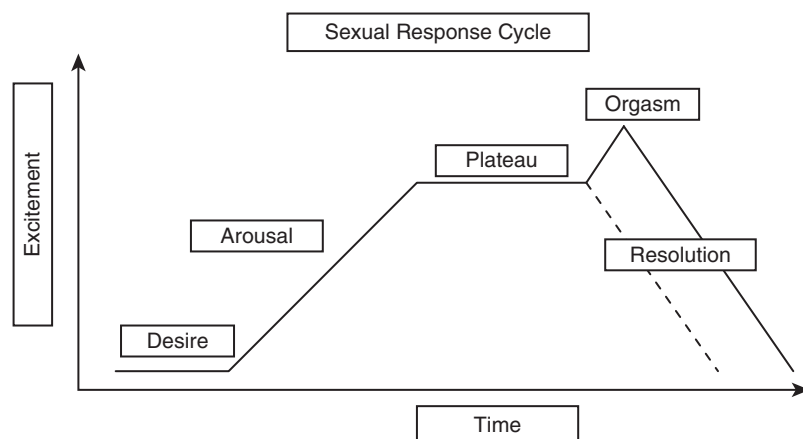 Sexual Response Cycle
Orgasm
Plateau
Excitement
Arousal
Resolution
Desire
Time